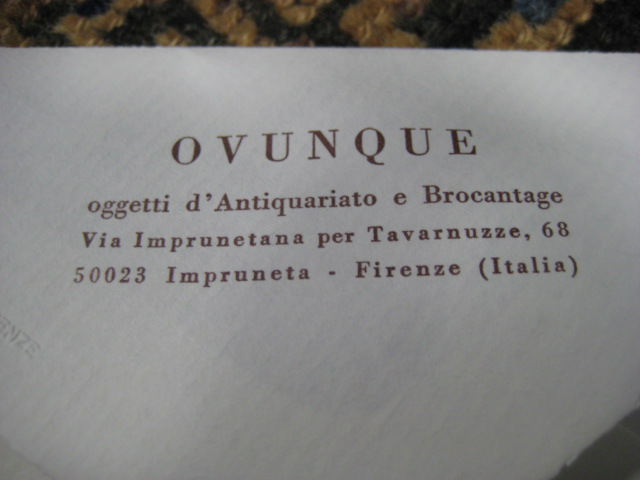 OVUNQUE
oggetti d'Antiquariato e Brocantage
Via Imprunetana per Tavarnuzze, 68
50023 Impruneta - Firenze (Italia)